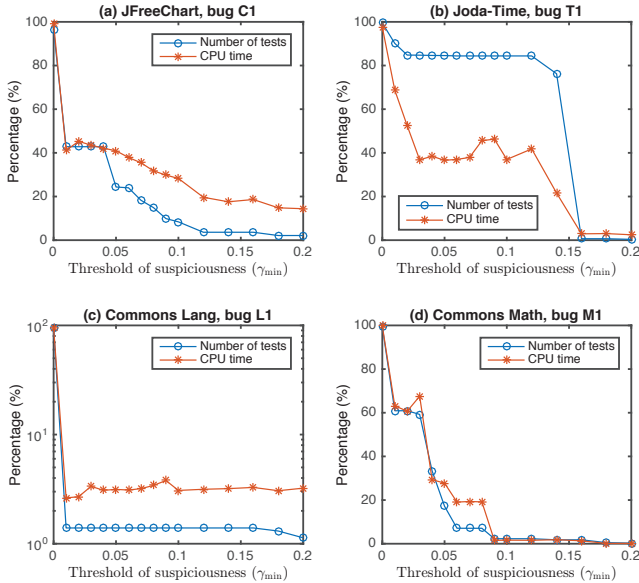 (a) JFreeChart, bug C1
100
80
60
40
20
0
Percentage (%)
Number of tests
CPU time
0 0.05 0.1 0.15 0.2
Threshold of suspiciousness (γmin)
(b) Joda-Time, bug T1
100
80
60
40
20
0
Percentage (%)
Number of tests
CPU time
0 0.05 0.1 0.15 0.2
Threshold of suspiciousness (γmin)
(c) Commons Lang, bug L1
10²
10¹
10⁰
Percentage (%)
Number of tests
CPU time
0 0.05 0.1 0.15 0.2
Threshold of suspiciousness (γmin)
(d) Commons Math, bug M1
100
80
60
40
20
0
Percentage (%)
Number of tests
CPU time
0 0.05 0.1 0.15 0.2
Threshold of suspiciousness (γmin)